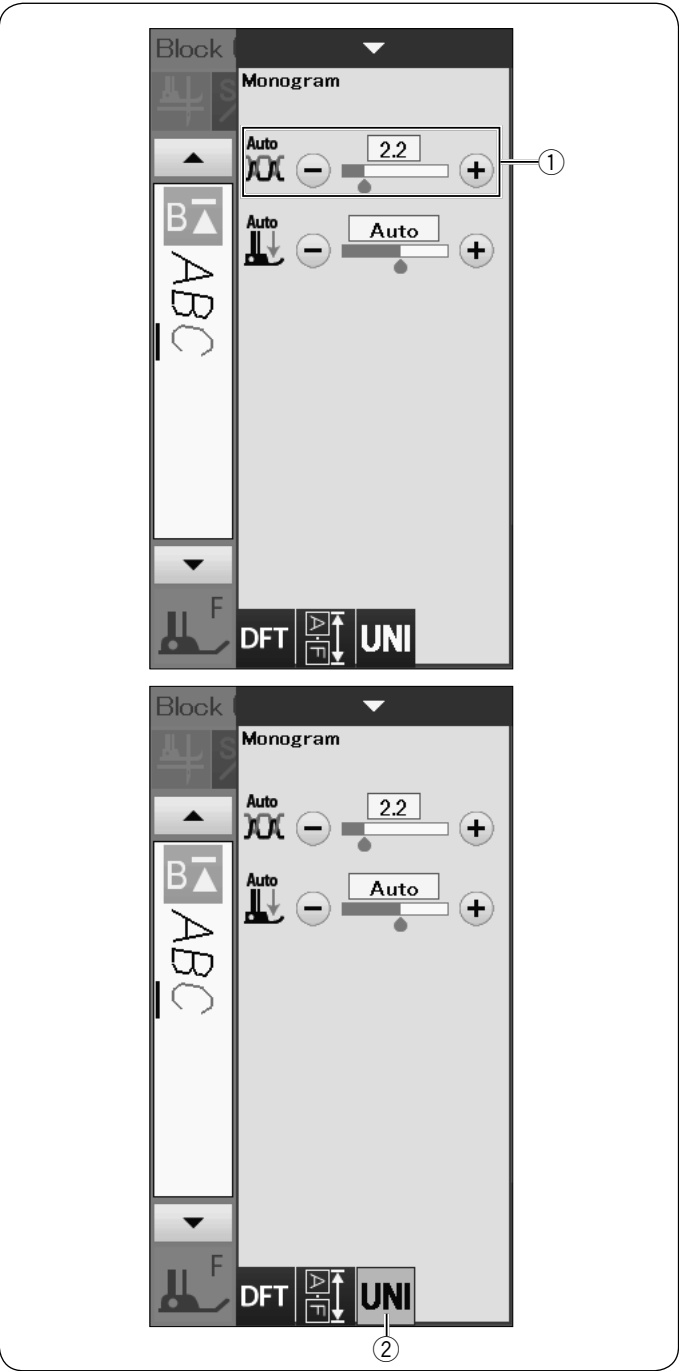 Block
S
Monogram
Auto
2.2
①
B
Auto
Auto
ABC
F
DFT
A·F
UNI
Block
S
Monogram
Auto
2.2
B
Auto
Auto
ABC
F
DFT
A·F
UNI
②